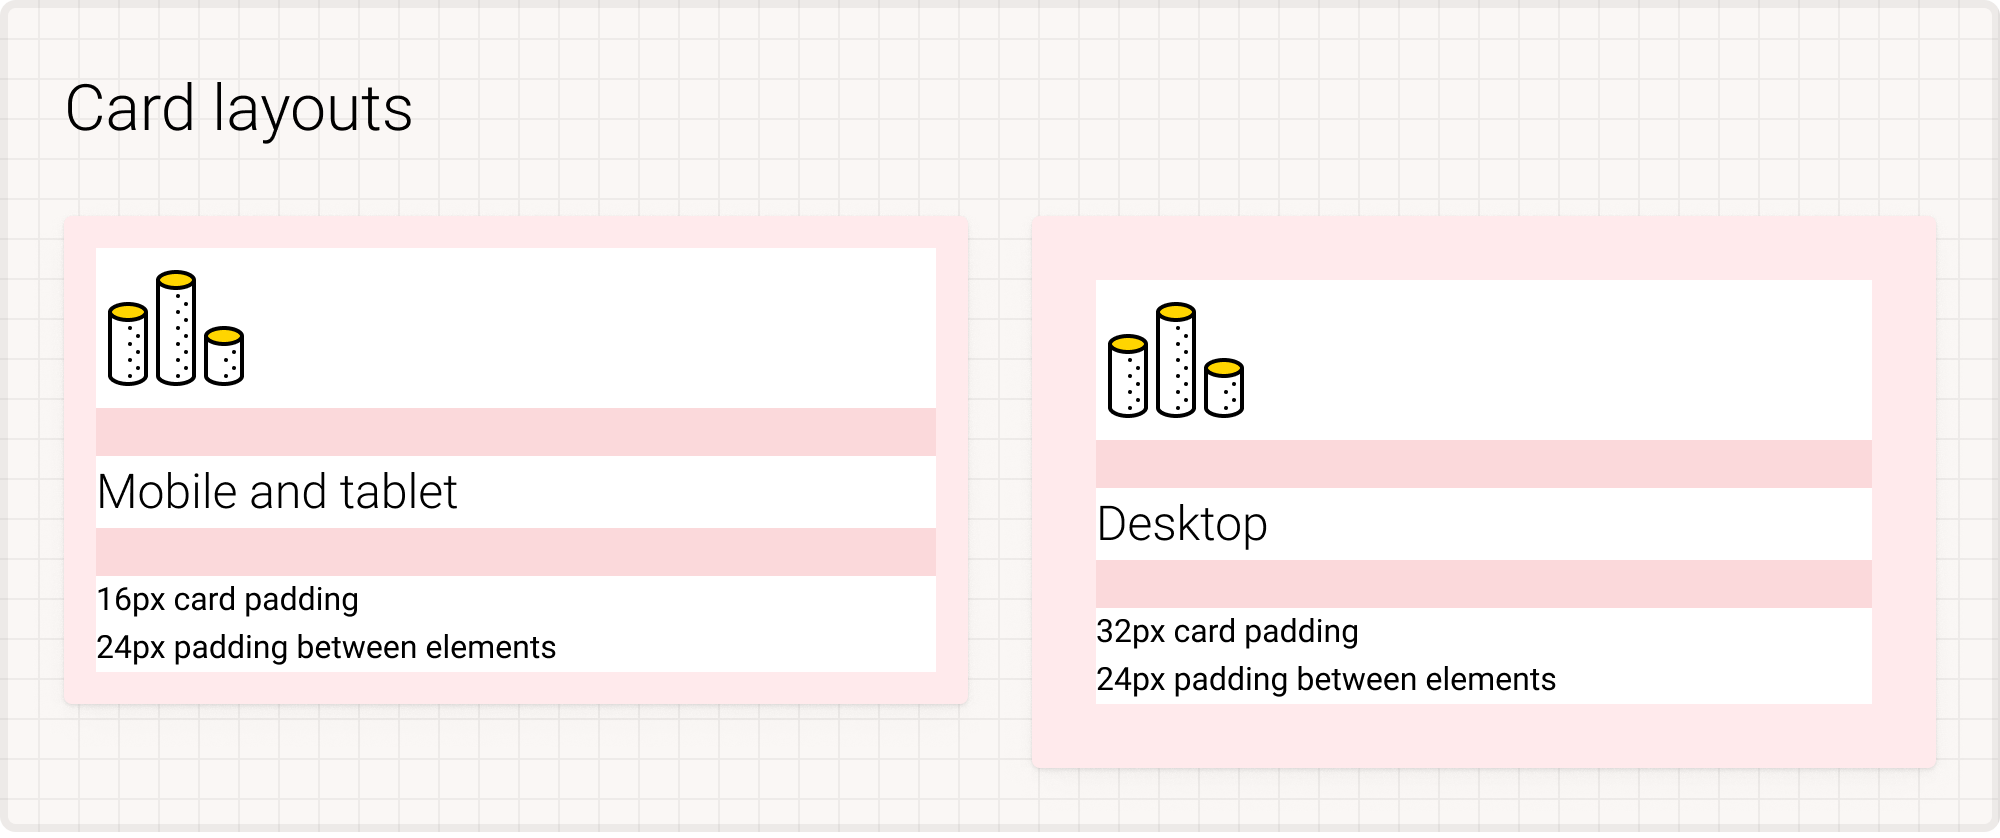 Card layouts
Mobile and tablet
16px card padding
24px padding between elements
Desktop
32px card padding
24px padding between elements